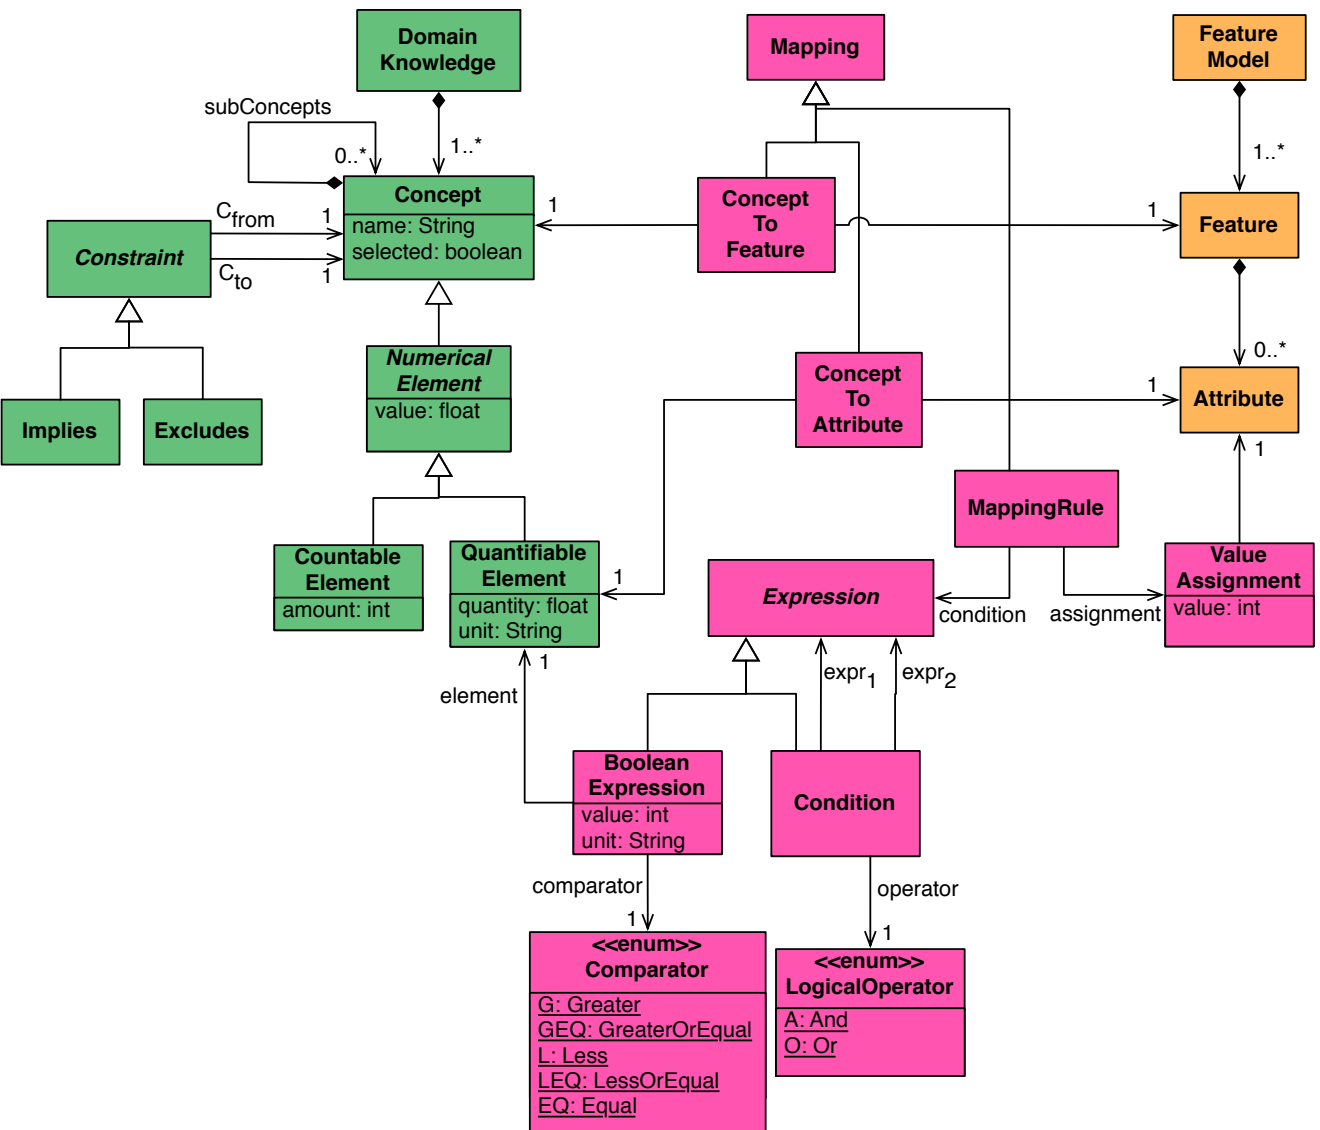 Domain
Knowledge
Mapping
Feature
Model
subConcepts
0..*
1..*
1..*
Concept
name: String
selected: boolean
Cfrom
1
Cto
1
Constraint
1
Concept
To
Feature
1
Feature
0..*
Numerical
Element
value: float
Concept
To
Attribute
1
Attribute
1
Implies
Excludes
MappingRule
Countable
Element
amount: int
Quantifiable
Element
quantity: float
unit: String
1
1
Expression
condition
assignment
Value
Assignment
value: int
element
expr1
expr2
Boolean
Expression
value: int
unit: String
Condition
comparator
1
operator
1
<<enum>>
Comparator
G: Greater
GEQ: GreaterOrEqual
L: Less
LEQ: LessOrEqual
EQ: Equal
<<enum>>
LogicalOperator
A: And
O: Or